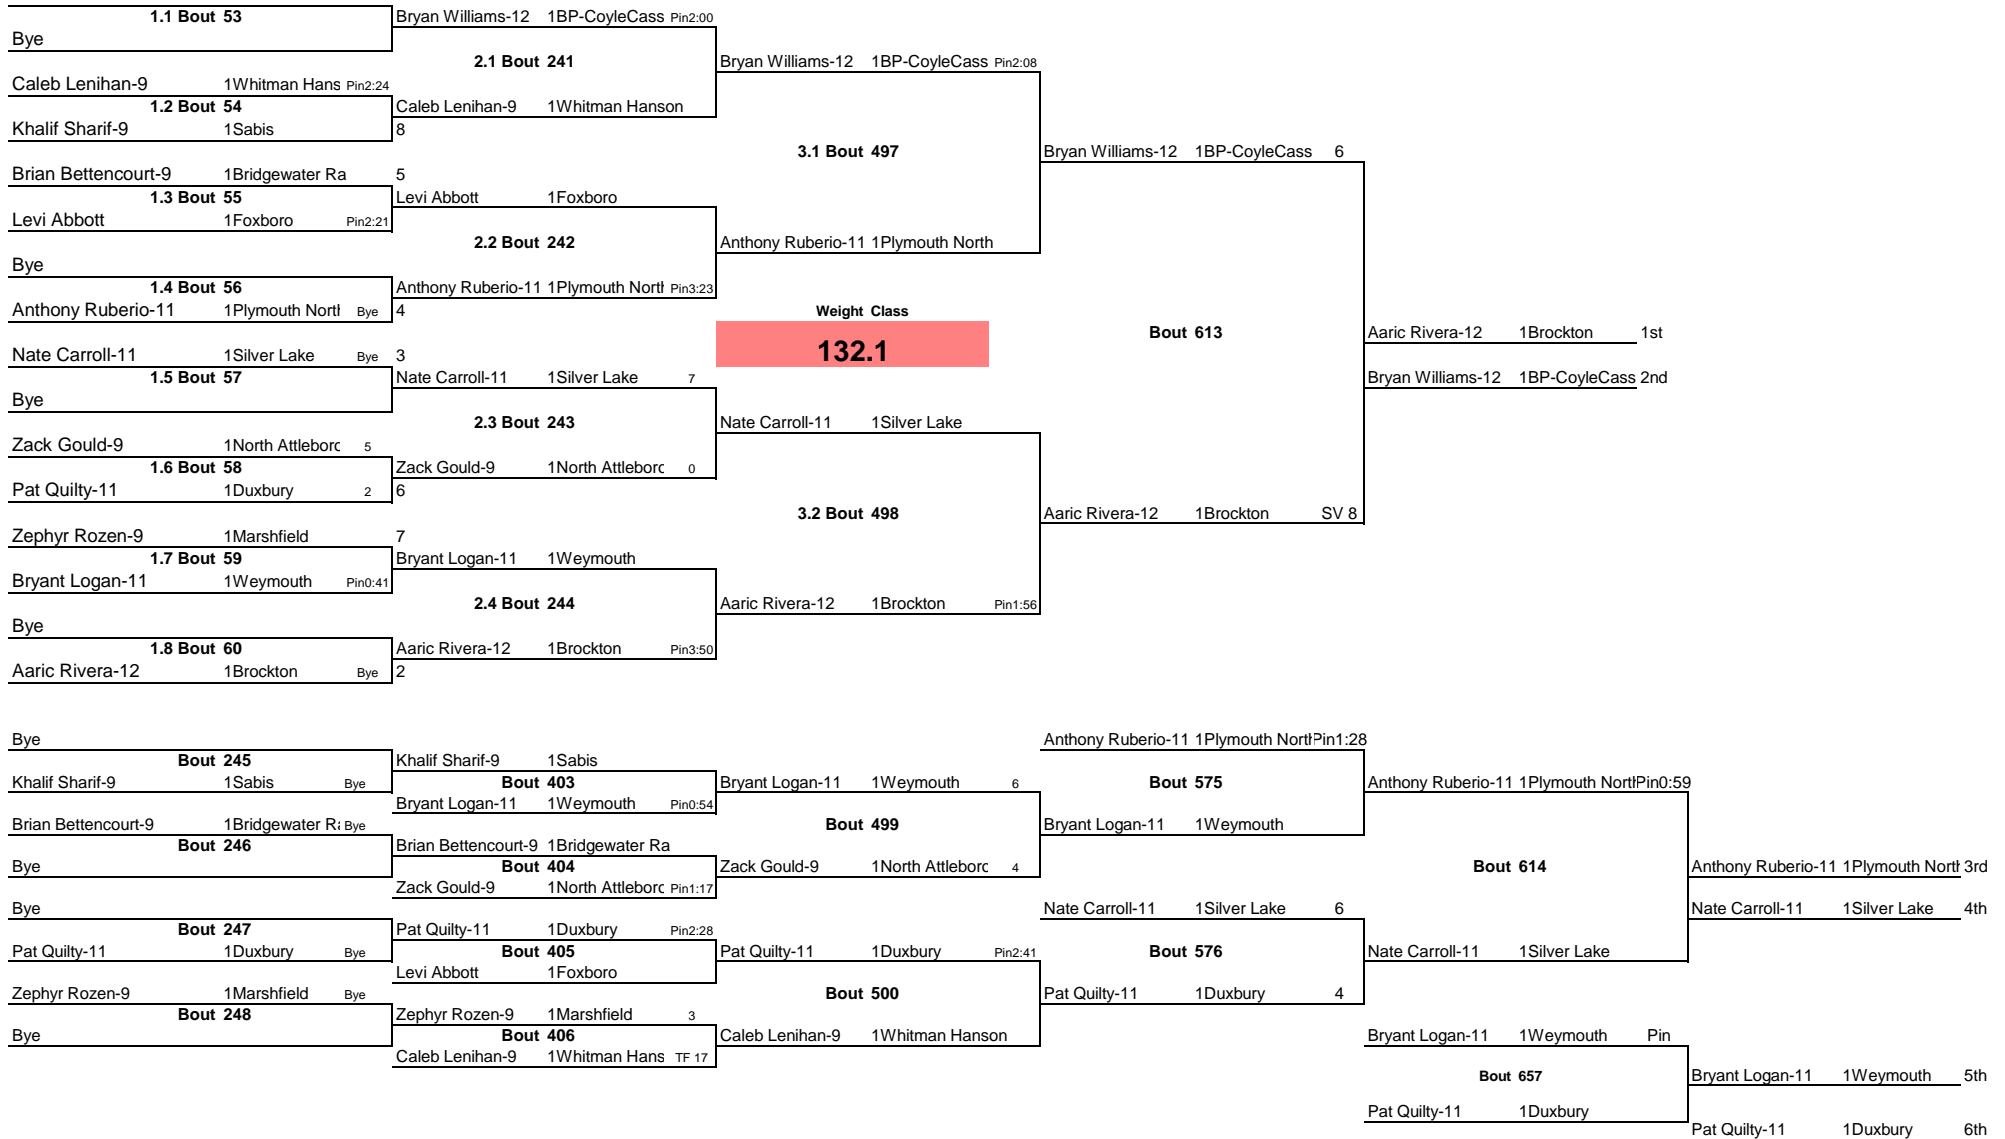 1.1 Bout 53
Bye
Caleb Lenihan-9 1Whitman Hans Pin2:24
1.2 Bout 54
Khalif Sharif-9 1Sabis 8
Brian Bettencourt-9 1Bridgewater Ra 5
1.3 Bout 55
Levi Abbott 1Foxboro Pin2:21
Bye
1.4 Bout 56
Anthony Ruberio-11 1Plymouth North Bye 4
Nate Carroll-11 1Silver Lake Bye 3
1.5 Bout 57
Bye
Zack Gould-9 1North Attleboro 5
1.6 Bout 58
Pat Quilty-11 1Duxbury 2 6
Zephyr Rozen-9 1Marshfield 7
1.7 Bout 59
Bryant Logan-11 1Weymouth Pin0:41
Bye
1.8 Bout 60
Aaric Rivera-12 1Brockton Bye 2
Bryan Williams-12 1BP-CoyleCass Pin2:00
2.1 Bout 241
Caleb Lenihan-9 1Whitman Hanson
Levi Abbott 1Foxboro
2.2 Bout 242
Anthony Ruberio-11 1Plymouth North Pin3:23
Nate Carroll-11 1Silver Lake 7
2.3 Bout 243
Zack Gould-9 1North Attleboro 0
Bryant Logan-11 1Weymouth
2.4 Bout 244
Aaric Rivera-12 1Brockton Pin3:50
Bryan Williams-12 1BP-CoyleCass Pin2:08
3.1 Bout 497
Anthony Ruberio-11 1Plymouth North
Weight Class
132.1
Nate Carroll-11 1Silver Lake
3.2 Bout 498
Aaric Rivera-12 1Brockton Pin1:56
Bryan Williams-12 1BP-CoyleCass 6
Bout 613
Aaric Rivera-12 1Brockton SV 8
Aaric Rivera-12 1Brockton 1st
Bryan Williams-12 1BP-CoyleCass 2nd
Bye
Bout 245
Khalif Sharif-9 1Sabis Bye
Brian Bettencourt-9 1Bridgewater Ra Bye
Bout 246
Bye
Bye
Bout 247
Pat Quilty-11 1Duxbury Bye
Zephyr Rozen-9 1Marshfield Bye
Bout 248
Bye
Khalif Sharif-9 1Sabis
Bout 403
Bryant Logan-11 1Weymouth Pin0:54
Brian Bettencourt-9 1Bridgewater Ra
Bout 404
Zack Gould-9 1North Attleboro Pin1:17
Pat Quilty-11 1Duxbury Pin2:28
Bout 405
Levi Abbott 1Foxboro
Zephyr Rozen-9 1Marshfield 3
Bout 406
Caleb Lenihan-9 1Whitman Hans TF 17
Bryant Logan-11 1Weymouth 6
Bout 499
Zack Gould-9 1North Attleboro 4
Pat Quilty-11 1Duxbury Pin2:41
Bout 500
Caleb Lenihan-9 1Whitman Hanson
Anthony Ruberio-11 1Plymouth North Pin1:28
Bout 575
Bryant Logan-11 1Weymouth
Nate Carroll-11 1Silver Lake 6
Bout 576
Pat Quilty-11 1Duxbury 4
Anthony Ruberio-11 1Plymouth North Pin0:59
Bout 614
Nate Carroll-11 1Silver Lake
Anthony Ruberio-11 1Plymouth North 3rd
Nate Carroll-11 1Silver Lake 4th
Bryant Logan-11 1Weymouth Pin
Bout 657
Pat Quilty-11 1Duxbury
Bryant Logan-11 1Weymouth 5th
Pat Quilty-11 1Duxbury 6th